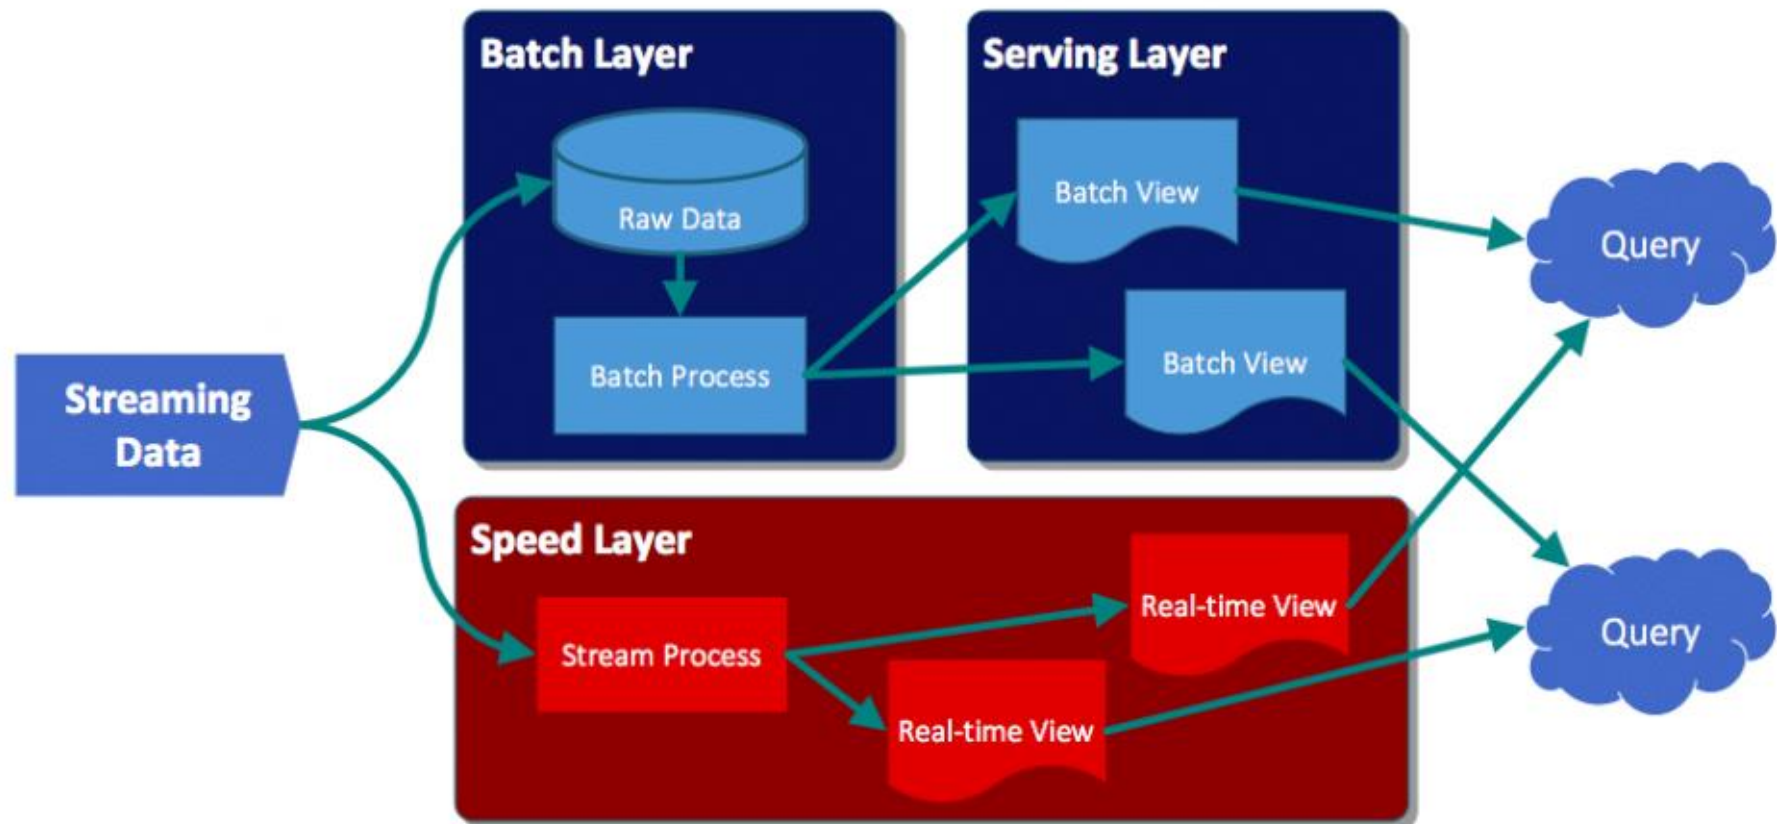 Batch Layer
Serving Layer
Raw Data
Batch View
Query
Batch Process
Batch View
Streaming
Data
Speed Layer
Real-time View
Query
Stream Process
Real-time View